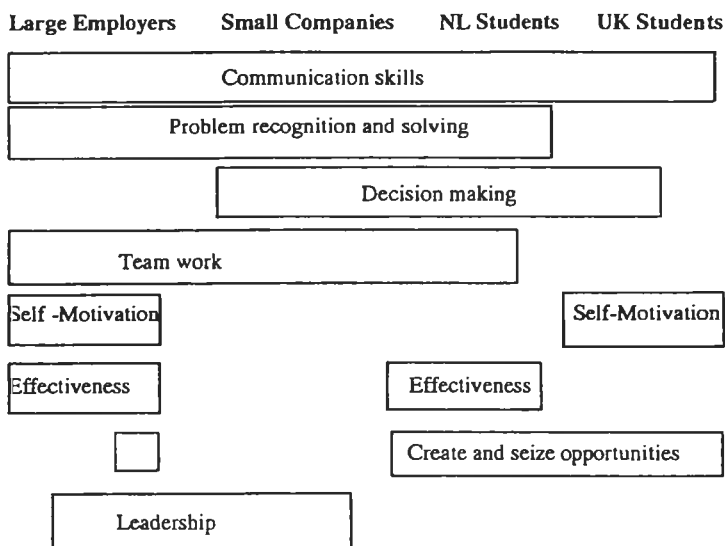 Large Employers Small Companies NL Students UK Students
Communication skills
Problem recognition and solving
Decision making
Team work
Self -Motivation Self-Motivation
Effectiveness Effectiveness
Create and seize opportunities
Leadership